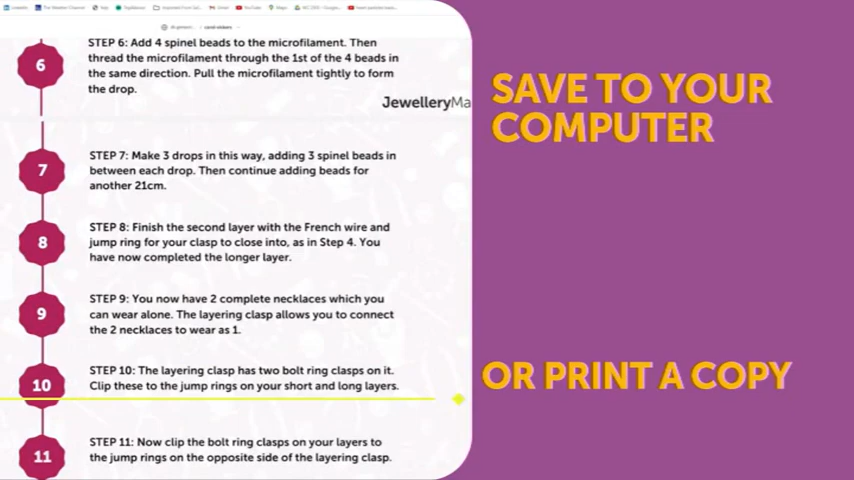 6
STEP 6: Add 4 spinel beads to the microfilament. Then
thread the microfilament through the 1st of the 4 beads in
the same direction. Pull the microfilament tightly to form
the drop.
JewelleryMa
7
STEP 7: Make 3 drops in this way, adding 3 spinel beads in
between each drop. Then continue adding beads for
another 21cm.
8
STEP 8: Finish the second layer with the French wire and
jump ring for your clasp to close into, as in Step 4. You
have now completed the longer layer.
9
STEP 9: You now have 2 complete necklaces which you
can wear alone. The layering clasp allows you to connect
the 2 necklaces to wear as 1.
10
STEP 10: The layering clasp has two bolt ring clasps on it.
Clip these to the jump rings on your short and long layers.
11
STEP 11: Now clip the bolt ring clasps on your layers to
the jump rings on the opposite side of the layering clasp.
SAVE TO YOUR
COMPUTER
OR PRINT A COPY